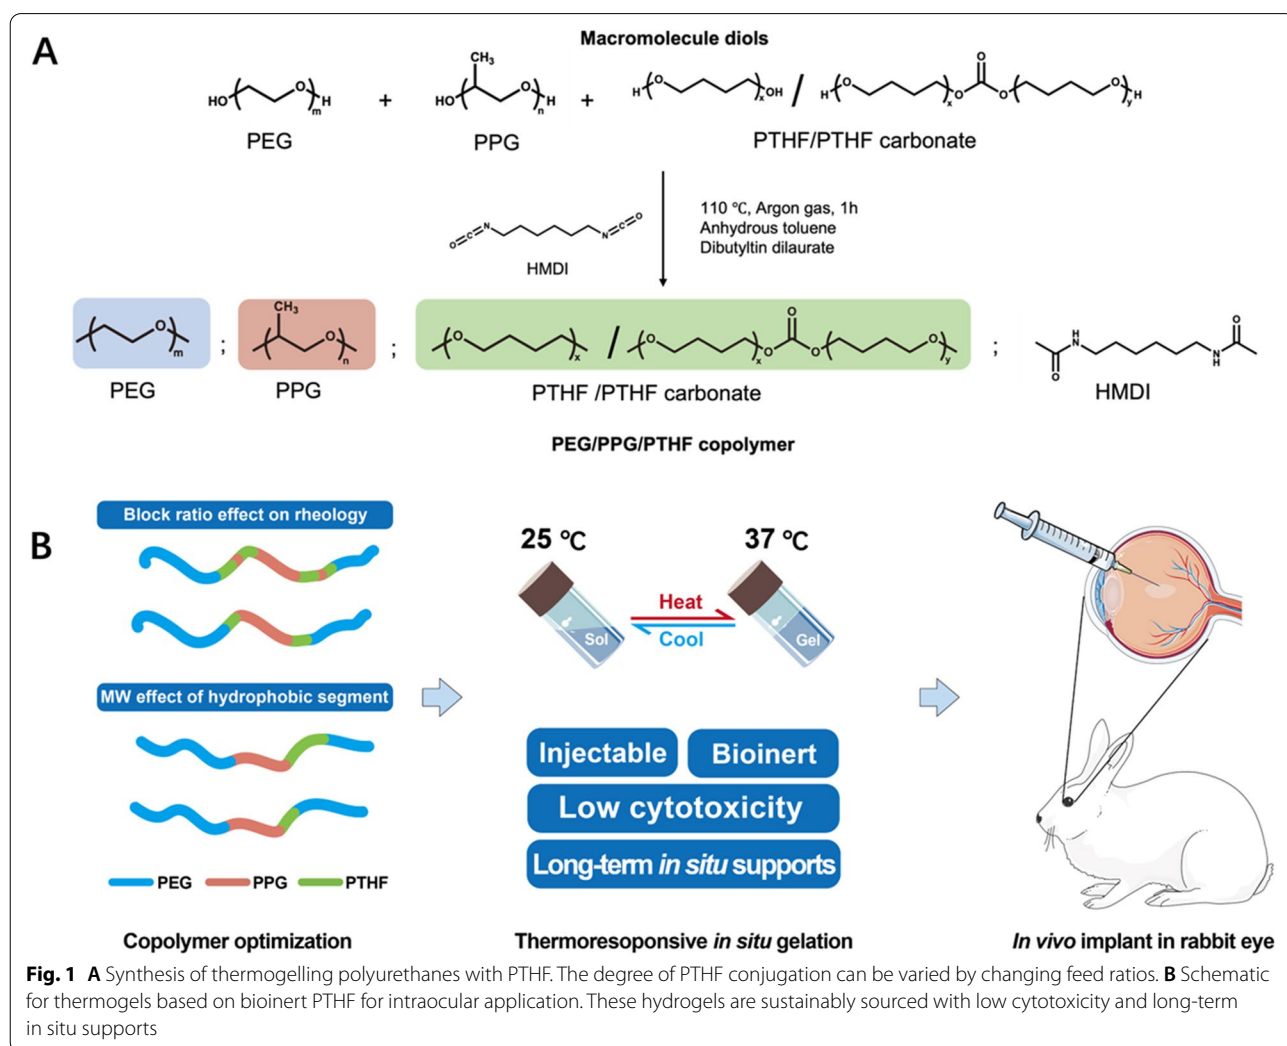 A
Macromolecule diols
HO
O
H
m
+
CH₃
HO
O
H
n
+
H
O
OH
x
/
H
O
x
O
O
O
O
H
y
PEG
PPG
PTHF/PTHF carbonate
O=C=N
N=C=O
HMDI
110 ℃, Argon gas, 1h
Anhydrous toluene
Dibutyltin dilaurate
O
m
;
CH₃
O
n
;
O
x
/
O
x
O
O
O
O
y
;
O
H
N
N
H
O
PEG
PPG
PTHF /PTHF carbonate
HMDI
PEG/PPG/PTHF copolymer
B
Block ratio effect on rheology
MW effect of hydrophobic segment
PEG
PPG
PTHF
Copolymer optimization
25 ℃
37 ℃
Heat
Cool
Sol
Gel
Injectable
Bioinert
Low cytotoxicity
Long-term in situ supports
Thermoresoponsive in situ gelation
In vivo implant in rabbit eye
Fig. 1 A Synthesis of thermogelling polyurethanes with PTHF. The degree of PTHF conjugation can be varied by changing feed ratios. B Schematic
for thermogels based on bioinert PTHF for intraocular application. These hydrogels are sustainably sourced with low cytotoxicity and long-term
in situ supports